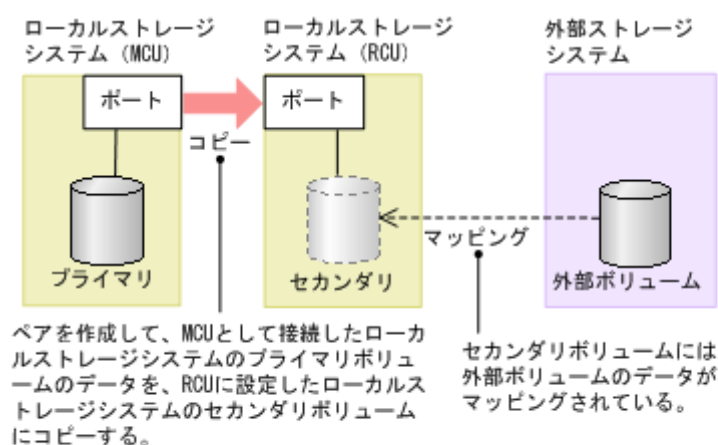 ローカルストレージ
システム (MCU)
ローカルストレージ
システム (RCU)
外部ストレージ
システム
ポート
ポート
コピー
マッピング
プライマリ
セカンダリ
外部ボリューム
ペアを作成して、MCUとして接続したローカ
ルストレージシステムのプライマリボリュ
ームのデータを、RCUに設定したローカルス
トレージシステムのセカンダリボリューム
にコピーする。
セカンダリボリュームには
外部ボリュームのデータが
マッピングされている。